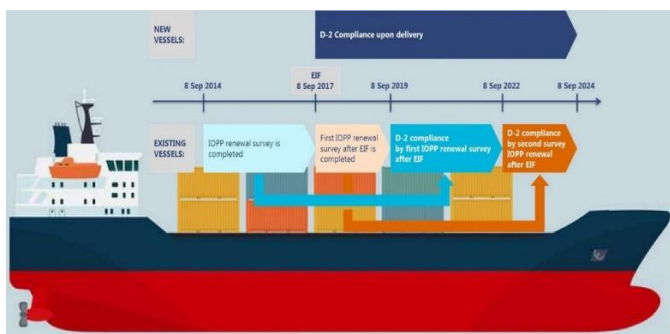 NEW
VESSELS:
D-2 Compliance upon delivery
EIF
8 Sep 2014
8 Sep 2017
8 Sep 2019
8 Sep 2022
8 Sep 2024
EXISTING
VESSELS:
IOPP renewal survey is
completed
First IOPP renewal
survey after EIF is
completed
D-2 compliance
by first IOPP renewal survey
after EIF
D-2 compliance
by second survey
IOPP renewal
after EIF